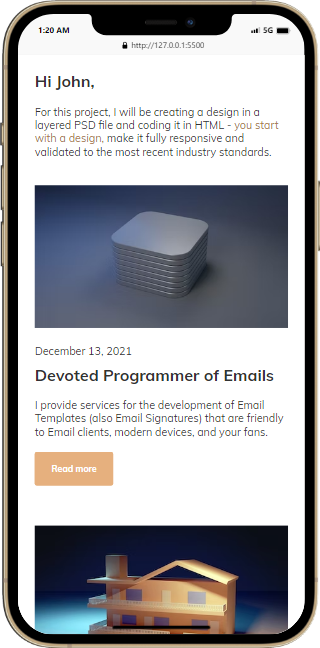 1:20 AM
5G
http://127.0.0.1:5500
Hi John,
For this project, I will be creating a design in a
layered PSD file and coding it in HTML - you start
with a design, make it fully responsive and
validated to the most recent industry standards.
December 13, 2021
Devoted Programmer of Emails
I provide services for the development of Email
Templates (also Email Signatures) that are friendly
to Email clients, modern devices, and your fans.
Read more